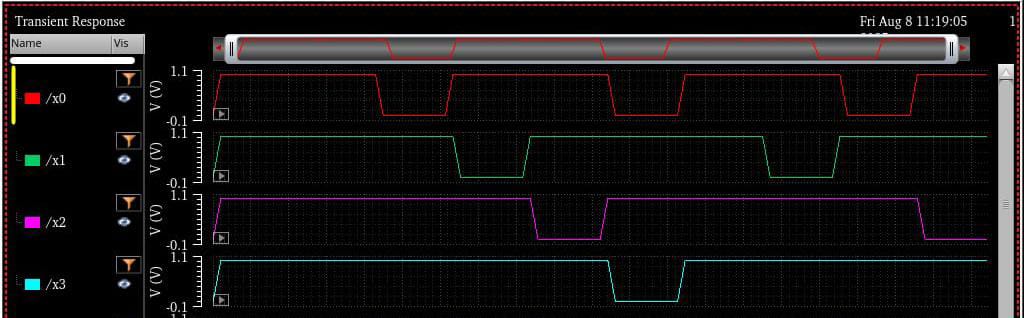 Transient Response
Fri Aug 8 11:19:05
1
Name
Vis
/x0
V (V)
1.1
-0.1
/x1
V (V)
1.1
-0.1
/x2
V (V)
1.1
-0.1
/x3
V (V)
1.1
-0.1